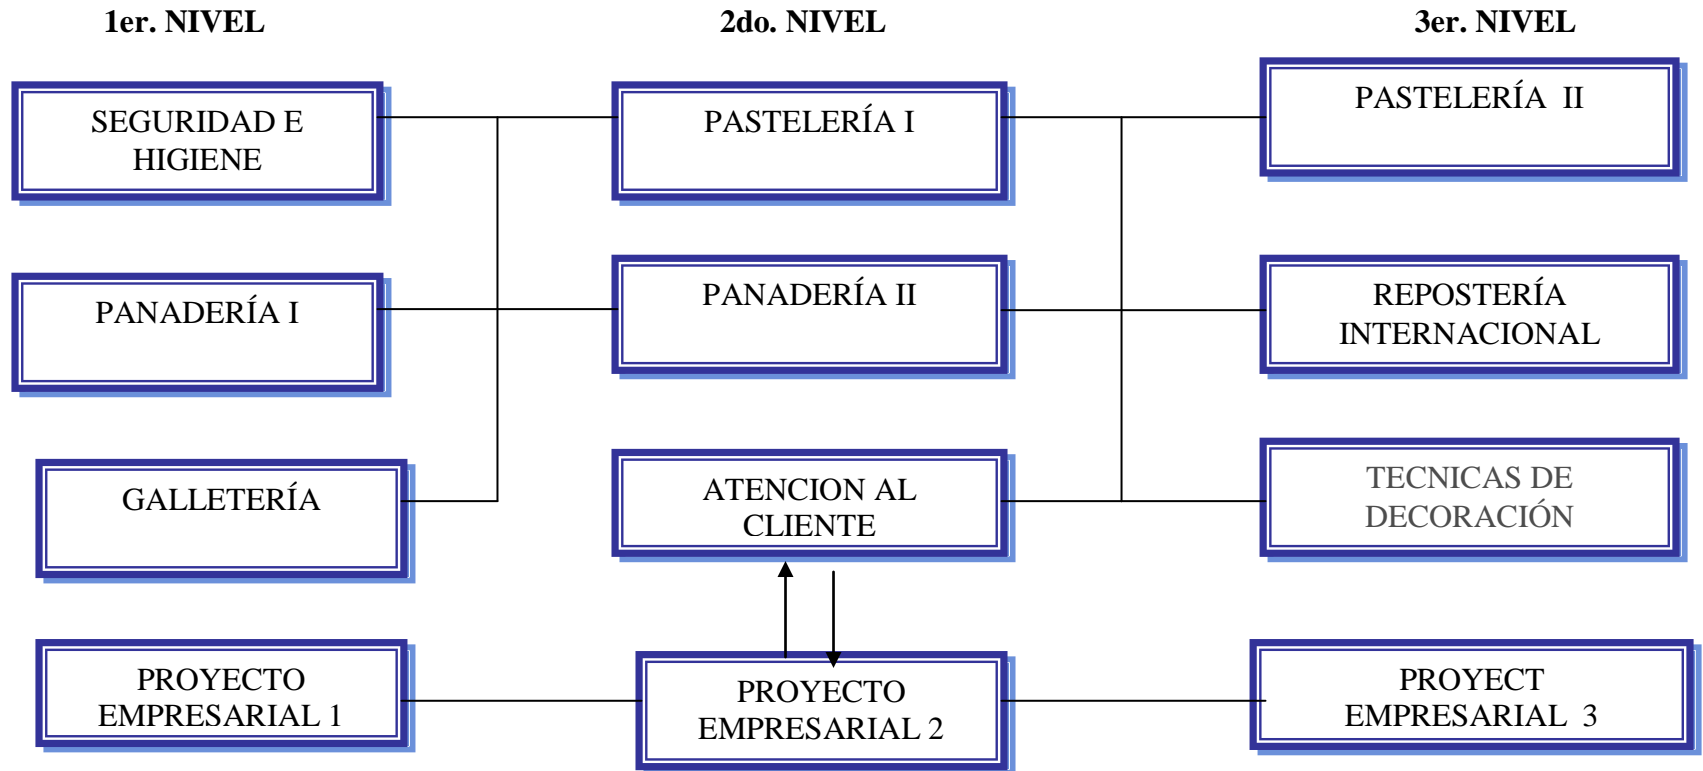 1er. NIVEL
2do. NIVEL
3er. NIVEL
SEGURIDAD E
HIGIENE
PASTELERÍA I
PASTELERÍA II
PANADERÍA I
PANADERÍA II
REPOSTERÍA
INTERNACIONAL
GALLETERÍA
ATENCION AL
CLIENTE
TECNICAS DE
DECORACIÓN
PROYECTO
EMPRESARIAL 1
PROYECTO
EMPRESARIAL 2
PROYECT
EMPRESARIAL 3